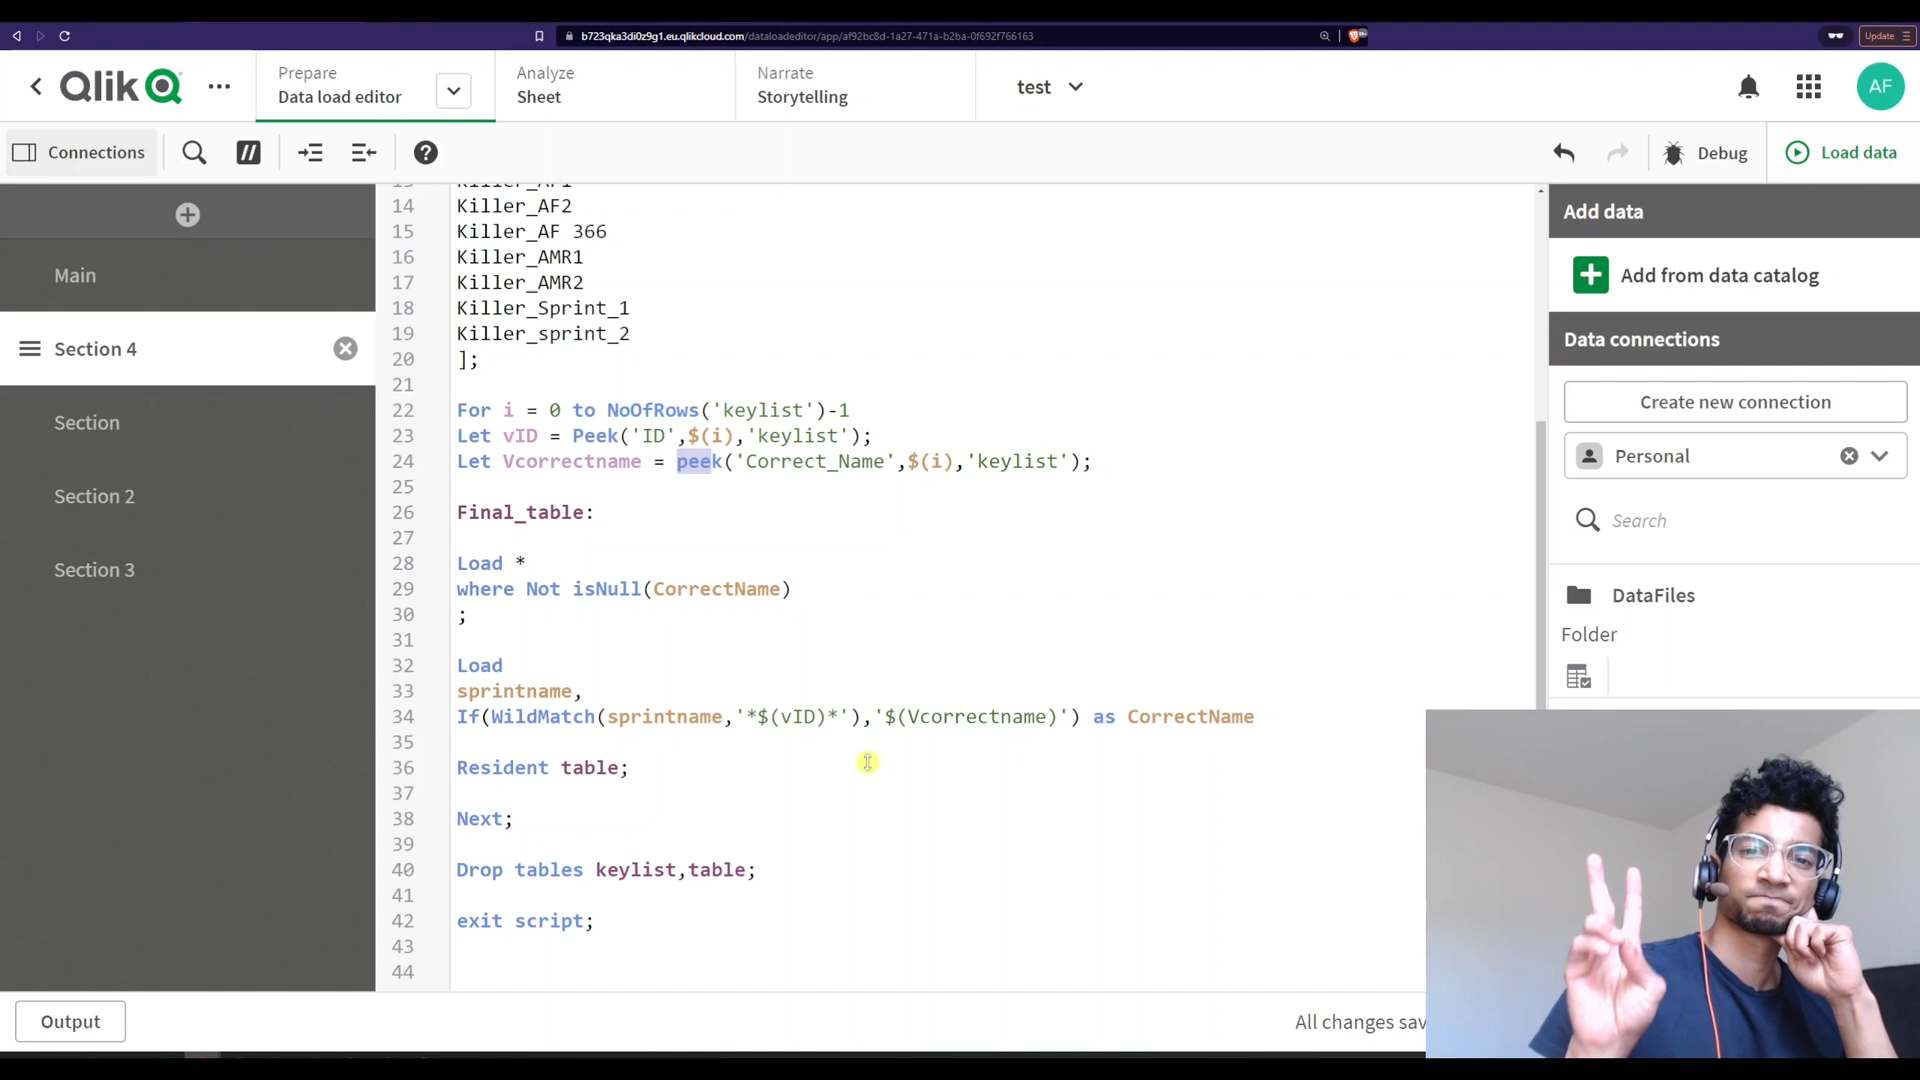 b723qka3di0z9g1.eu.qlikcloud.com/dataloadeditor/app/af92bc8d-1a27-471a-b2ba-0f692f766163
Update
Qlik
Prepare
Data load editor
Analyze
Sheet
Narrate
Storytelling
test
AF
Connections
//
?
Debug
Load data
Main
Section 4
Section
Section 2
Section 3
13 Killer_AF1
14 Killer_AF2
15 Killer_AF 366
16 Killer_AMR1
17 Killer_AMR2
18 Killer_Sprint_1
19 Killer_sprint_2
20 ];
21
22 For i = 0 to NoOfRows('keylist')-1
23 Let vID = Peek('ID',$(i),'keylist');
24 Let Vcorrectname = peek('Correct_Name',$(i),'keylist');
25
26 Final_table:
27
28 Load *
29 where Not isNull(CorrectName)
30 ;
31
32 Load
33 sprintname,
34 If(WildMatch(sprintname,'*$(vID)*'),'$(Vcorrectname)') as CorrectName
35
36 Resident table;
37
38 Next;
39
40 Drop tables keylist,table;
41
42 exit script;
43
44
Add data
Add from data catalog
Data connections
Create new connection
Personal
Search
DataFiles
Folder
Output
All changes sav